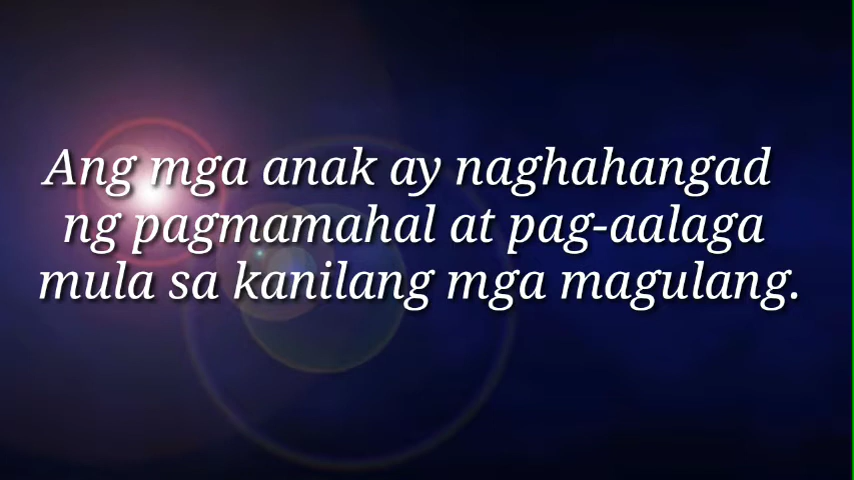 Ang mga anak ay naghahangad
ng pagmamahal at pag-aalaga
mula sa kanilang mga magulang.